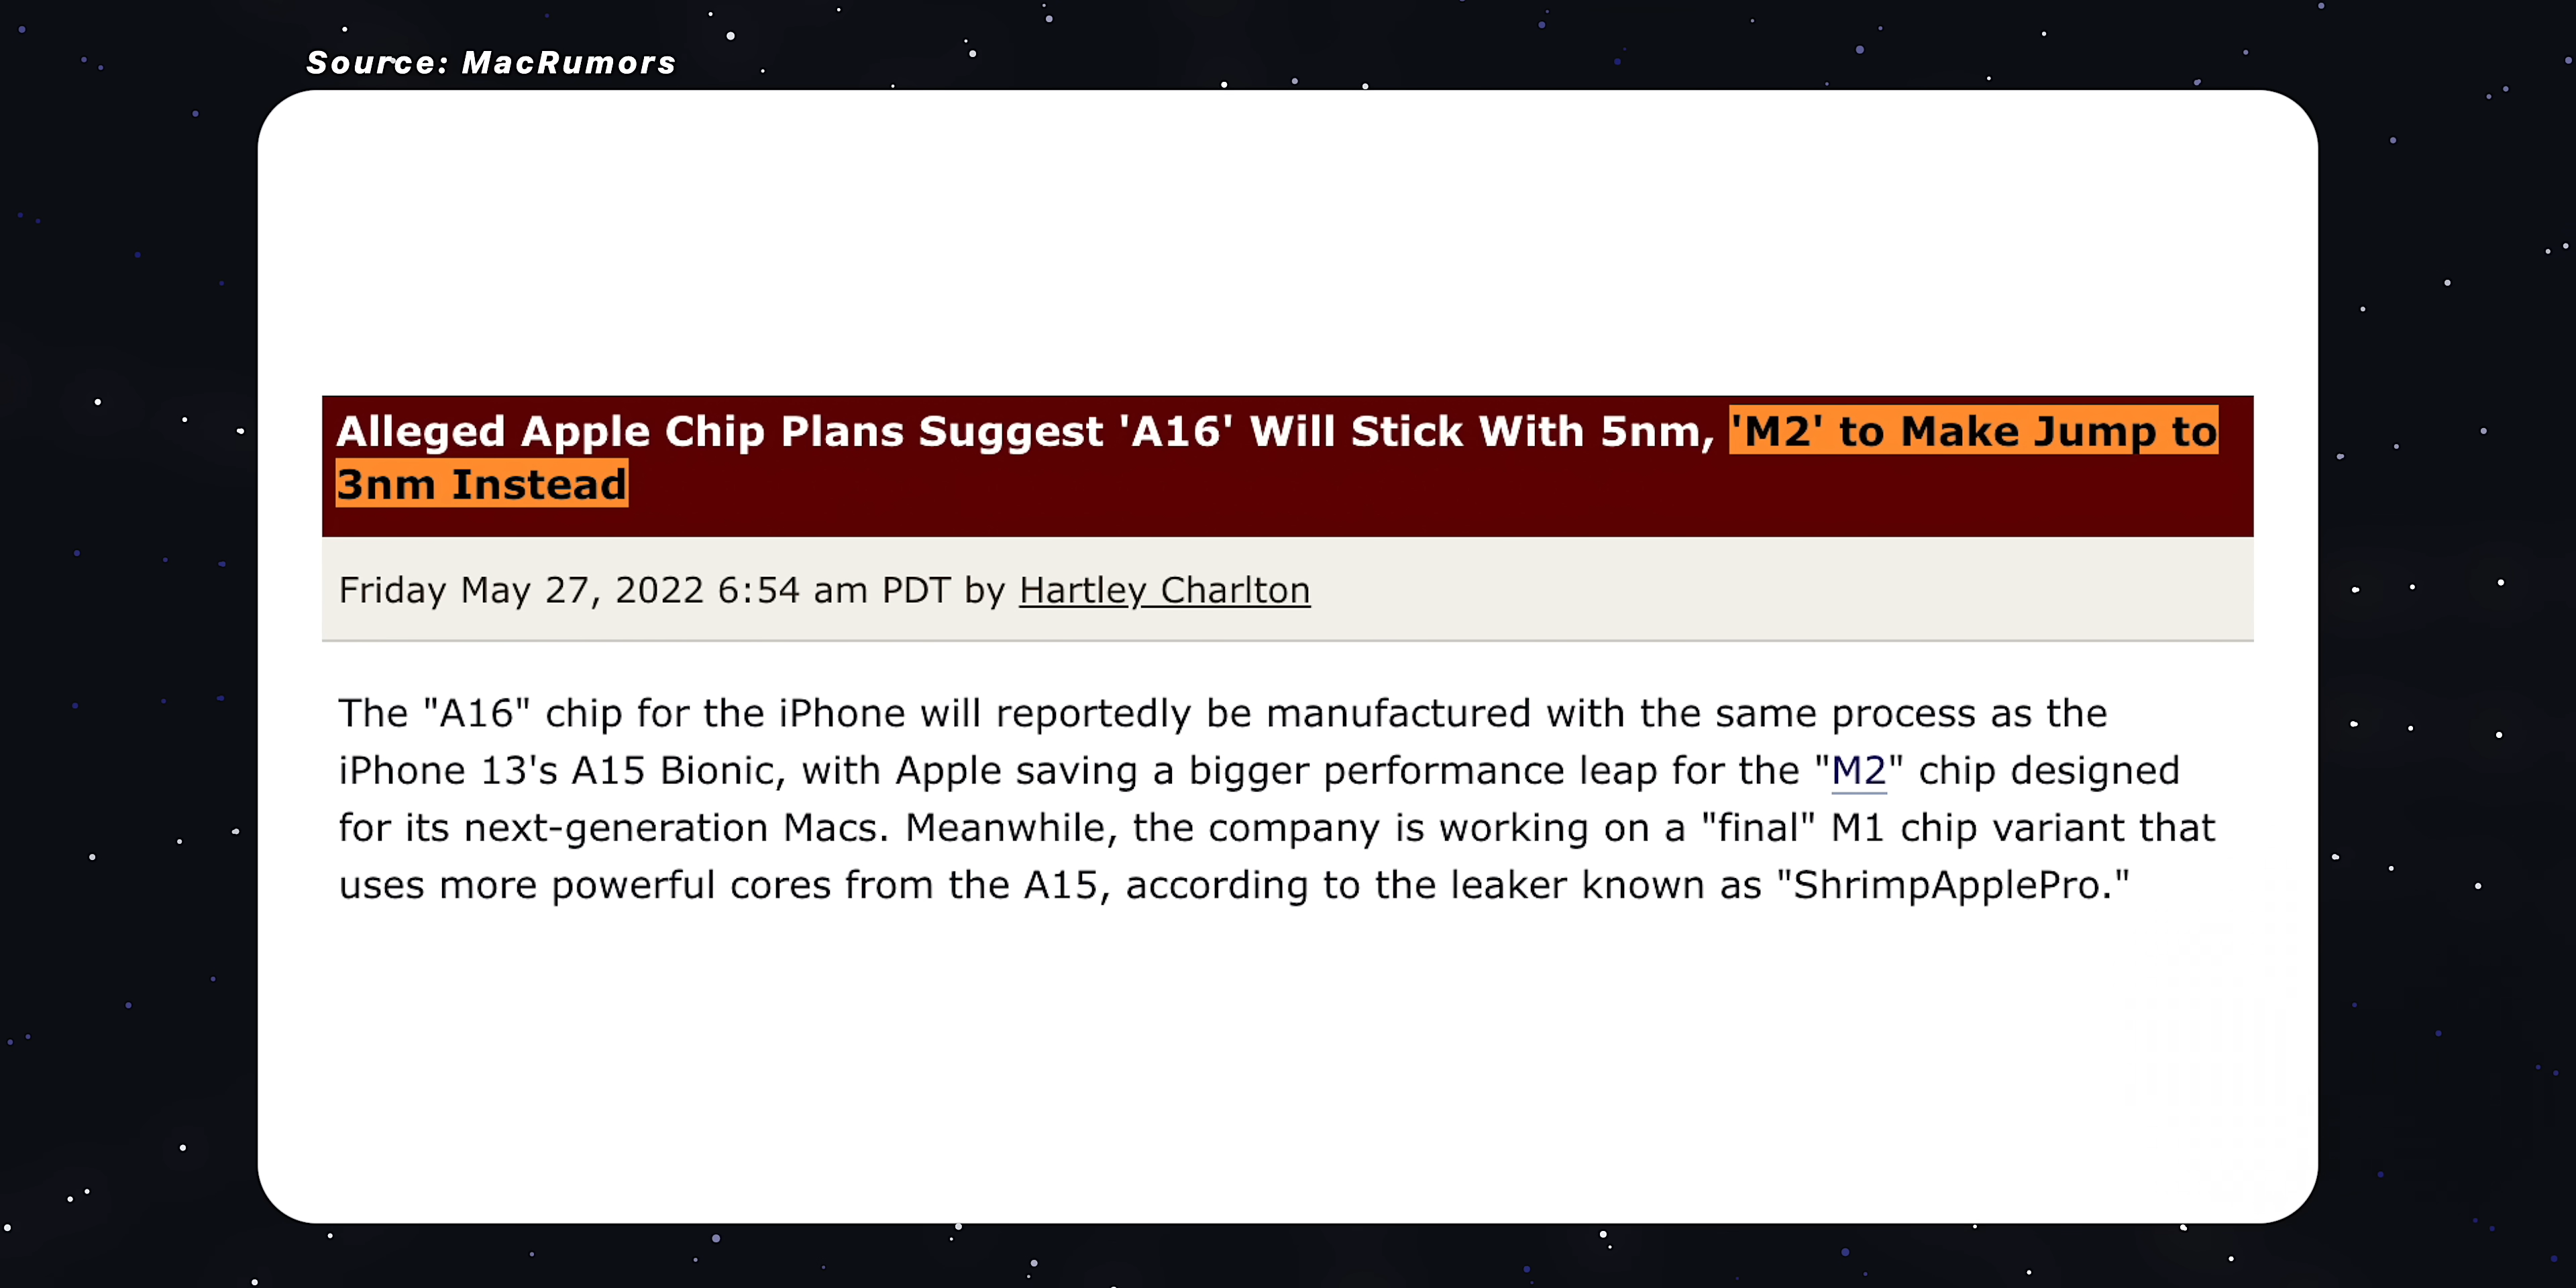 Source: MacRumors
Alleged Apple Chip Plans Suggest 'A16' Will Stick With 5nm, 'M2' to Make Jump to
3nm Instead
Friday May 27, 2022 6:54 am PDT by Hartley Charlton
The "A16" chip for the iPhone will reportedly be manufactured with the same process as the
iPhone 13's A15 Bionic, with Apple saving a bigger performance leap for the "M2" chip designed
for its next-generation Macs. Meanwhile, the company is working on a "final" M1 chip variant that
uses more powerful cores from the A15, according to the leaker known as "ShrimpApplePro."